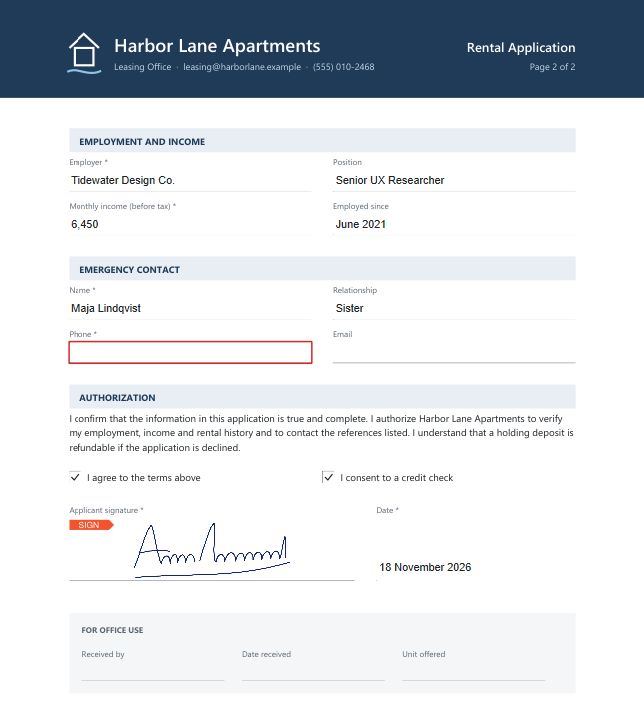 Harbor Lane Apartments
Rental Application
Leasing Office · leasing@harborlane.example · (555) 010-2468
Page 2 of 2
EMPLOYMENT AND INCOME
Employer *
Position
Tidewater Design Co.
Senior UX Researcher
Monthly income (before tax) *
Employed since
6,450
June 2021
EMERGENCY CONTACT
Name *
Relationship
Maja Lindqvist
Sister
Phone *
Email
AUTHORIZATION
I confirm that the information in this application is true and complete. I authorize Harbor Lane Apartments to verify
my employment, income and rental history and to contact the references listed. I understand that a holding deposit is
refundable if the application is declined.
I agree to the terms above
I consent to a credit check
Applicant signature *
Date *
SIGN
18 November 2026
FOR OFFICE USE
Received by
Date received
Unit offered